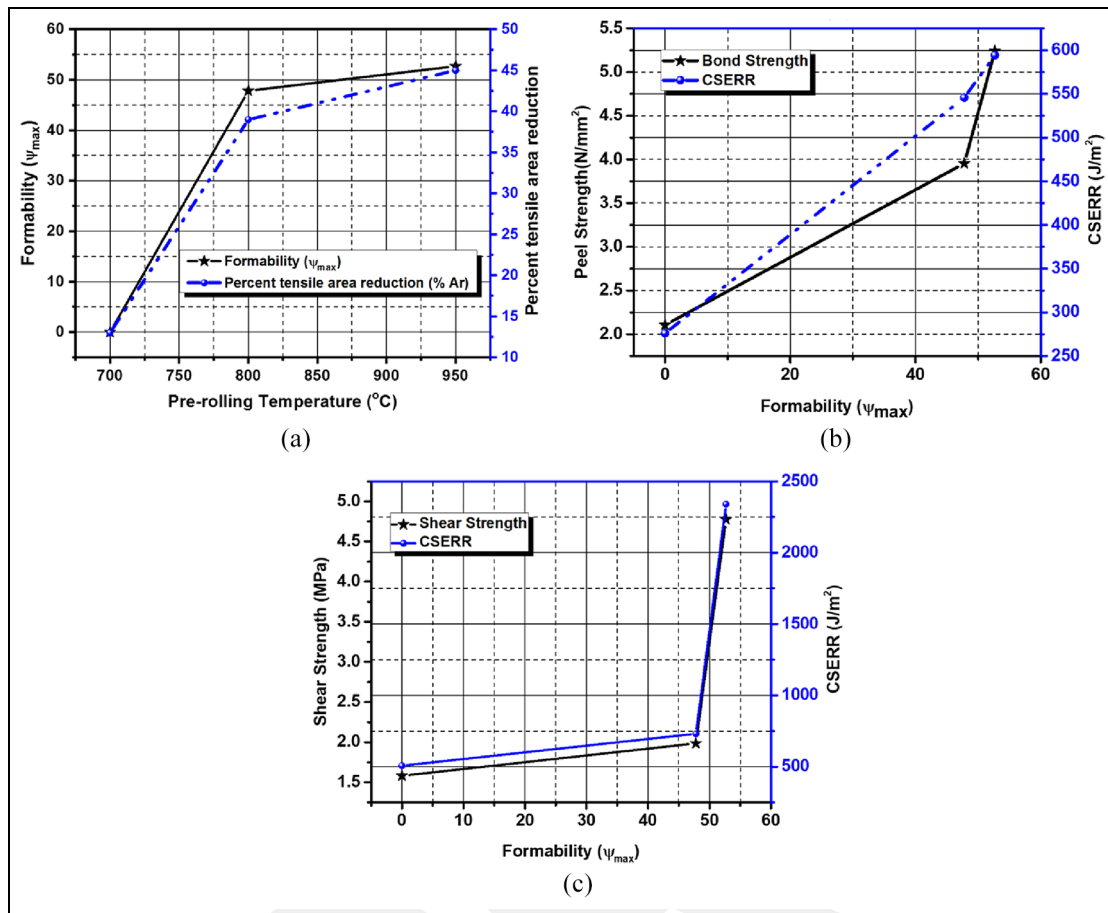 60
50
40
30
20
10
0
50
45
40
35
30
25
20
15
10
700 750 800 850 900 950
Formability (ψmax)
Percent tensile area reduction
Formability (ψmax)
Percent tensile area reduction (% Ar)
Pre-rolling Temperature (°C)
(a)
5.5
5.0
4.5
4.0
3.5
3.0
2.5
2.0
600
550
500
450
400
350
300
250
0 20 40 60
Peel Strength(N/mm²)
CSERR (J/m²)
Bond Strength
CSERR
Formability (ψmax)
(b)
5.0
4.5
4.0
3.5
3.0
2.5
2.0
1.5
2500
2000
1500
1000
500
0 10 20 30 40 50 60
Shear Strength (MPa)
CSERR (J/m²)
Shear Strength
CSERR
Formability (ψmax)
(c)